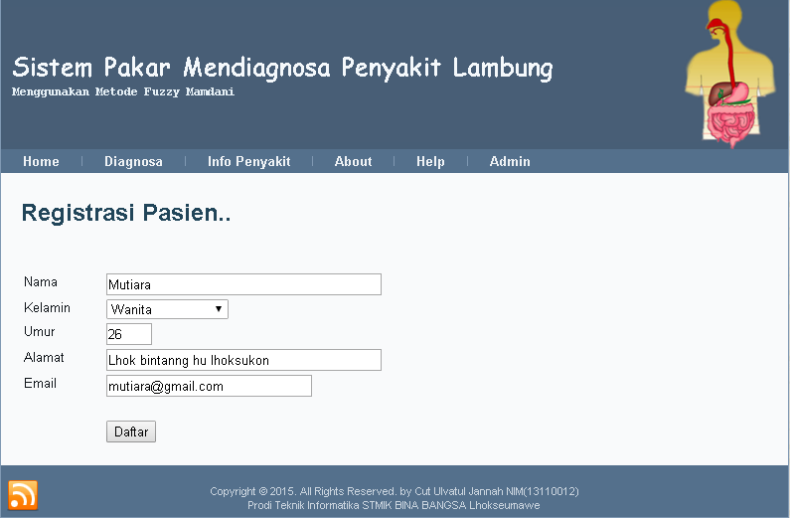 Sistem Pakar Mendiagnosa Penyakit Lambung
Menggunakan Metode Fuzzy Mamdani
Home | Diagnosa | Info Penyakit | About | Help | Admin
Registrasi Pasien..
Nama Mutiara
Kelamin Wanita
Umur 26
Alamat Lhok bintanng hu lhoksukon
Email mutiara@gmail.com
Daftar
Copyright © 2015. All Rights Reserved. by Cut Ulvatul Jannah NIM(13110012)
Prodi Teknik Informatika STMIK BINA BANGSA Lhokseumawe